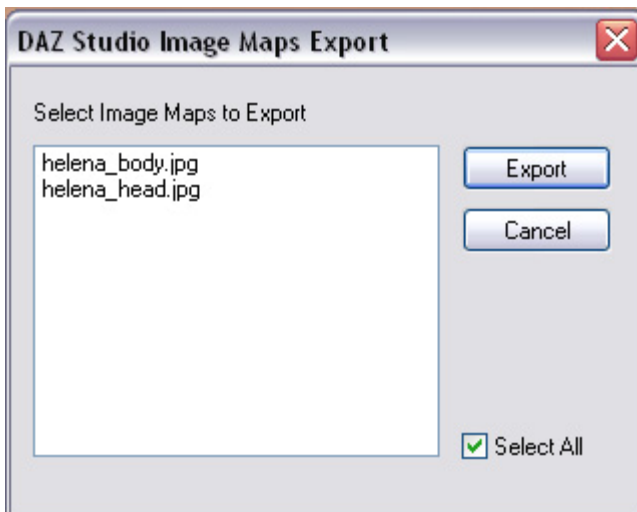 DAZ Studio Image Maps Export
Select Image Maps to Export
helena_body.jpg
helena_head.jpg
Export
Cancel
Select All